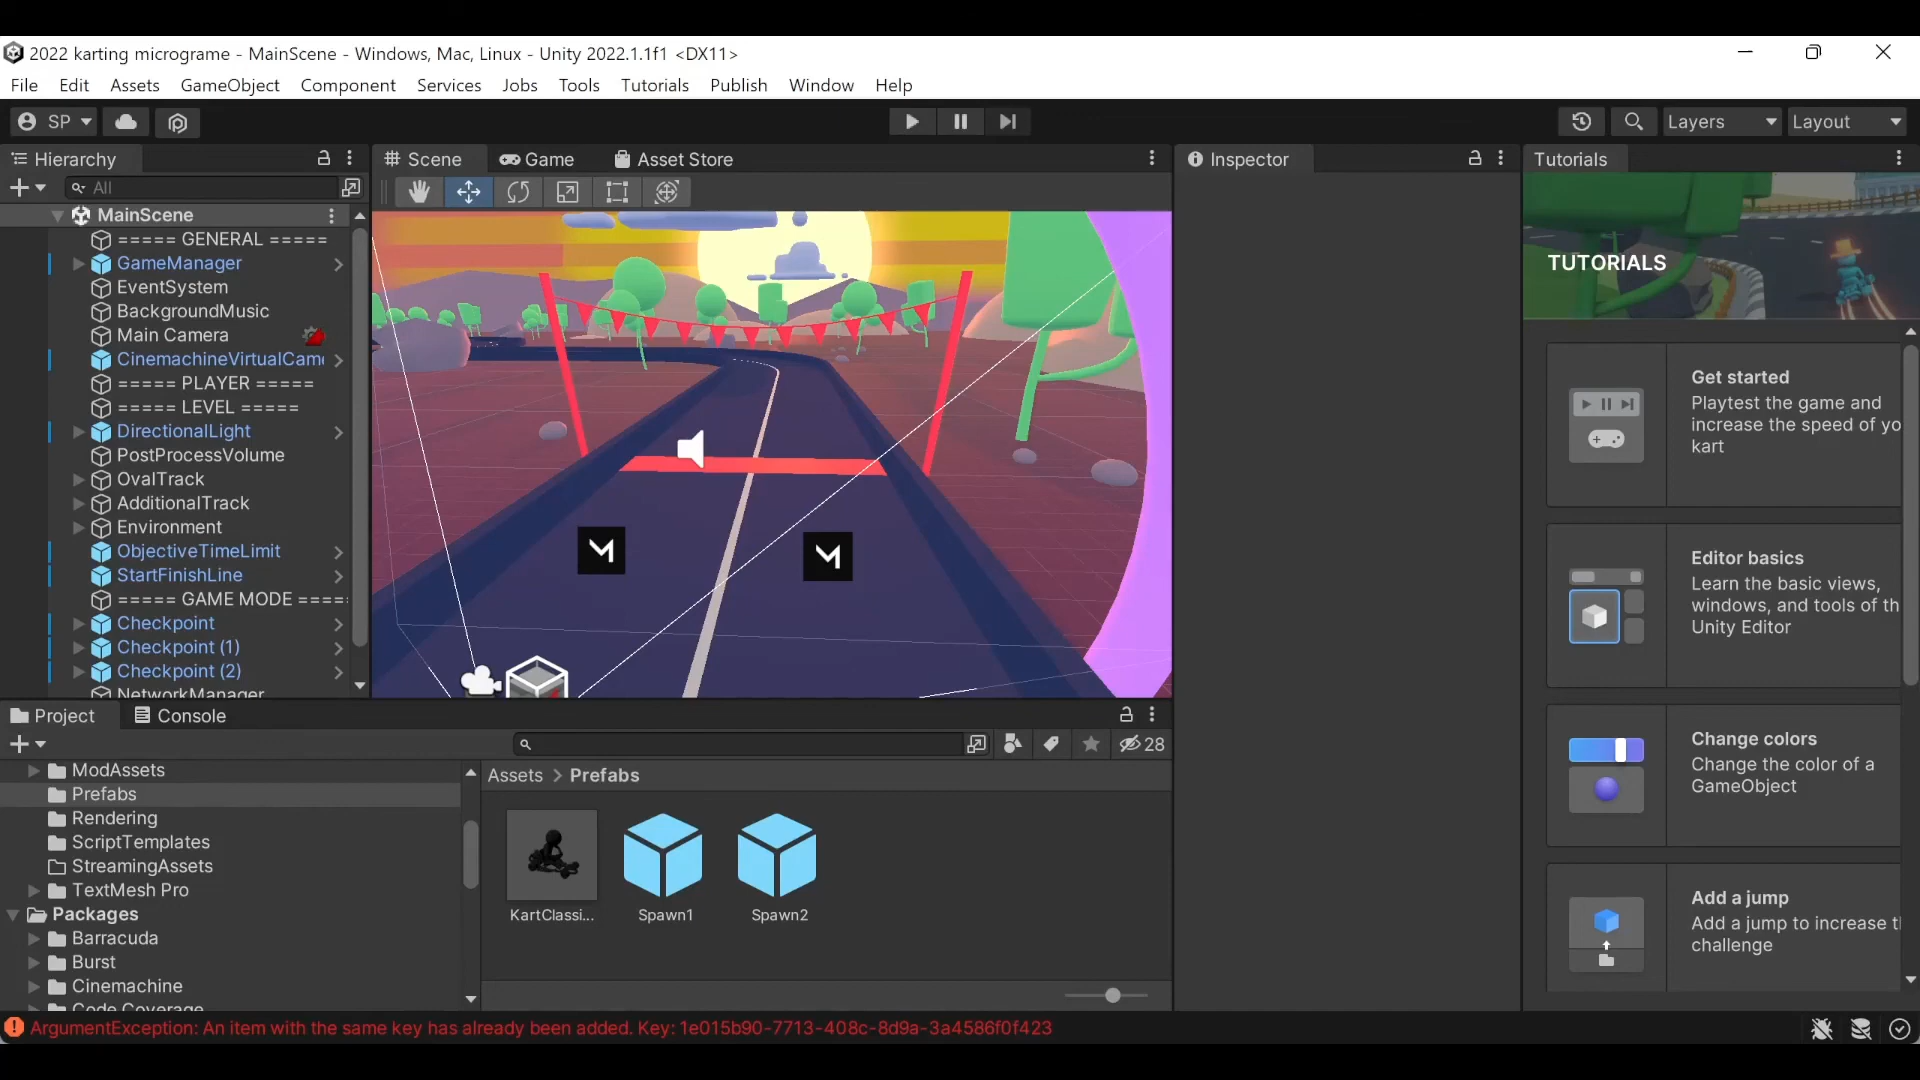 2022 karting micrograme - MainScene - Windows, Mac, Linux - Unity 2022.1.1f1 <DX11>
File Edit Assets GameObject Component Services Jobs Tools Tutorials Publish Window Help
SP Layers Layout
Hierarchy
All
MainScene
===== GENERAL =====
GameManager
EventSystem
BackgroundMusic
Main Camera
CinemachineVirtualCam
===== PLAYER =====
===== LEVEL =====
DirectionalLight
PostProcessVolume
OvalTrack
AdditionalTrack
Environment
ObjectiveTimeLimit
StartFinishLine
===== GAME MODE ====
Checkpoint
Checkpoint (1)
Checkpoint (2)
NetworkManager
Scene Game Asset Store
Inspector
Tutorials
TUTORIALS
Get started
Playtest the game and
increase the speed of yo
kart
Editor basics
Learn the basic views,
windows, and tools of th
Unity Editor
Change colors
Change the color of a
GameObject
Add a jump
Add a jump to increase t
challenge
Project Console
28
ModAssets
Prefabs
Rendering
ScriptTemplates
StreamingAssets
TextMesh Pro
Packages
Barracuda
Burst
Cinemachine
Code Coverage
Assets > Prefabs
KartClassi... Spawn1 Spawn2
ArgumentException: An item with the same key has already been added. Key: 1e015b90-7713-408c-8d9a-3a4586f0f423